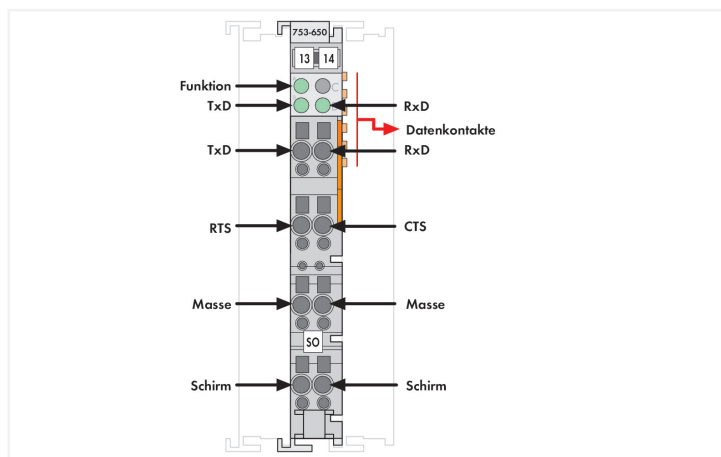 753-650
13 14
Funktion
C
TxD RxD
Datenkontakte
TxD RxD
RTS CTS
Masse Masse
SO
Schirm Schirm